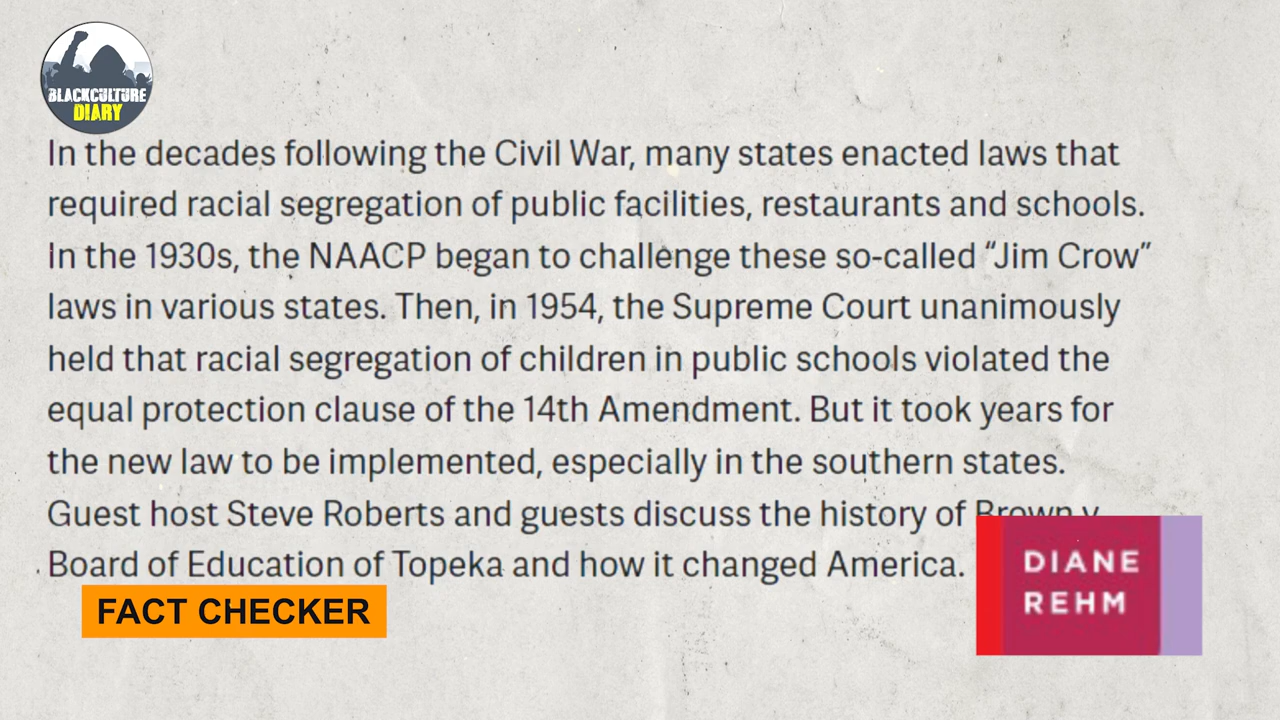 BLACKCULTURE
DIARY
In the decades following the Civil War, many states enacted laws that
required racial segregation of public facilities, restaurants and schools.
In the 1930s, the NAACP began to challenge these so-called “Jim Crow”
laws in various states. Then, in 1954, the Supreme Court unanimously
held that racial segregation of children in public schools violated the
equal protection clause of the 14th Amendment. But it took years for
the new law to be implemented, especially in the southern states.
Guest host Steve Roberts and guests discuss the history of Brown v
Board of Education of Topeka and how it changed America.
DIANE
REHM
FACT CHECKER